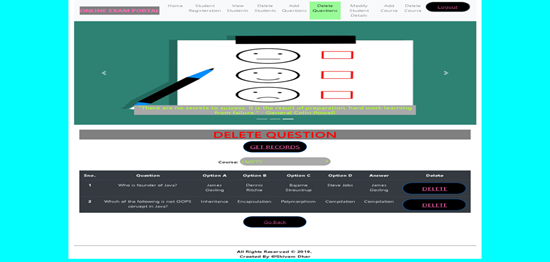 ONLINE EXAM PORTAL
Home
Student Registration
View Students
Delete Students
Add Questions
Delete Questions
Modify Student Details
Add Course
Delete Course
Logout
"There are no secrets to success. It is the result of preparation, hard work learning
from failure." - General Colin Powell
DELETE QUESTION
GET RECORDS
Course:
Sno. Question Option A Option B Option C Option D Answer Delete
1 Who is founder of Java? James Gosling Dennis Ritchie Bajarne Stroustrup Steve Jobs James Gosling DELETE
2 Which of the following is not OOPS concept in Java? Inheritance Encapsulation Polymorphism Compilation Compilation DELETE
Go Back
All Rights Reserved © 2019,
Created By @Shivam Dhar